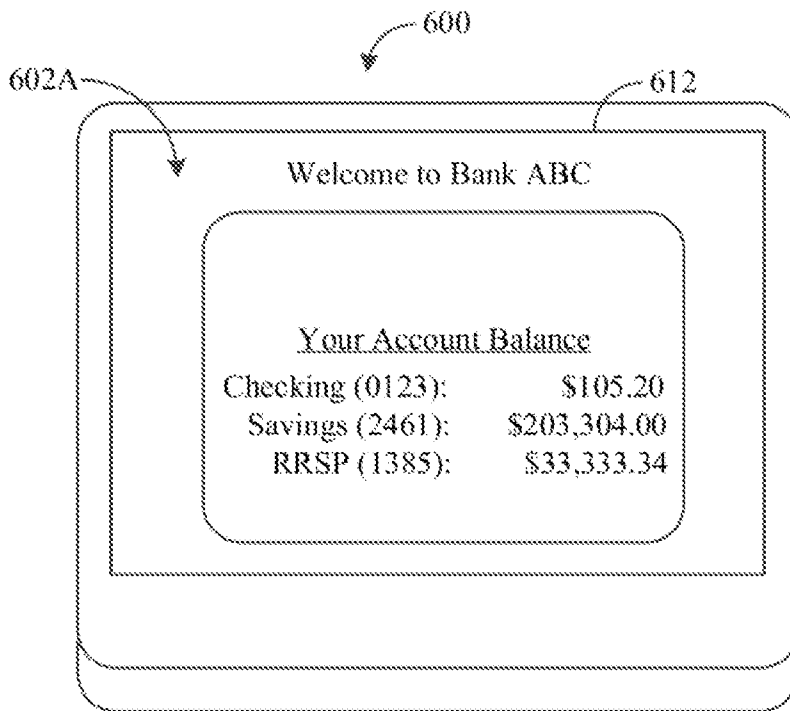 600
602A
612
Welcome to Bank ABC
Your Account Balance
Checking (0123): $105.20
Savings (2461): $203,304.00
RRSP (1385): $33,333.34